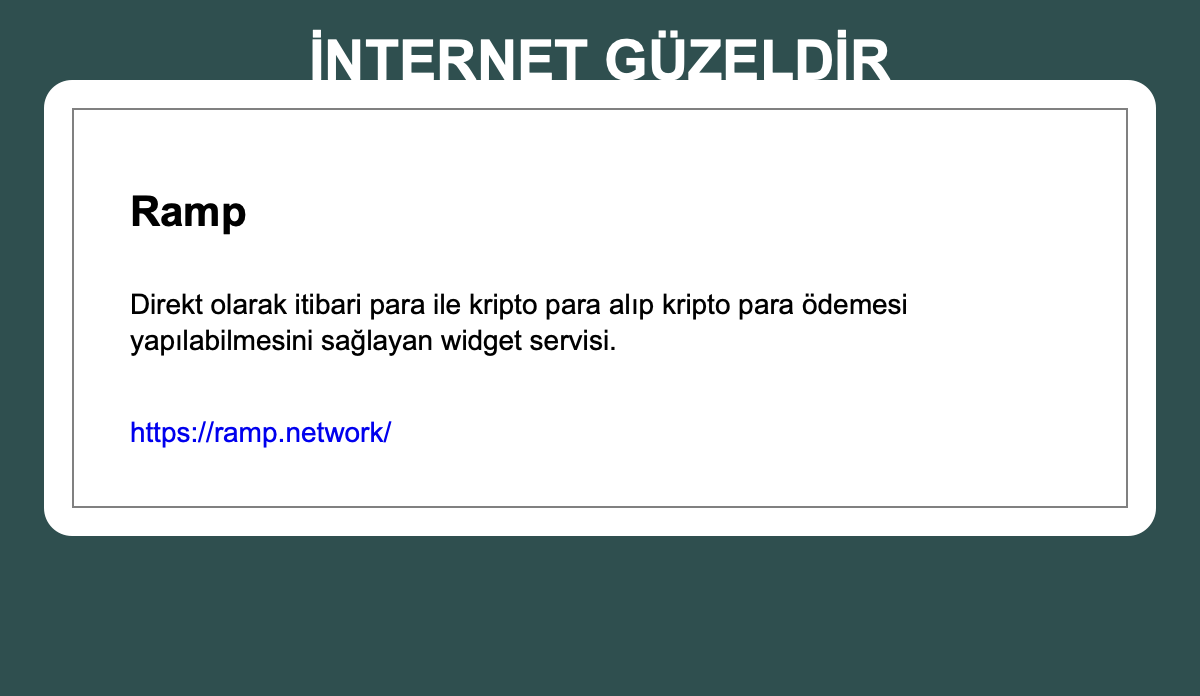 İNTERNET GÜZELDİR
Ramp
Direkt olarak itibari para ile kripto para alıp kripto para ödemesi
yapılabilmesini sağlayan widget servisi.
https://ramp.network/